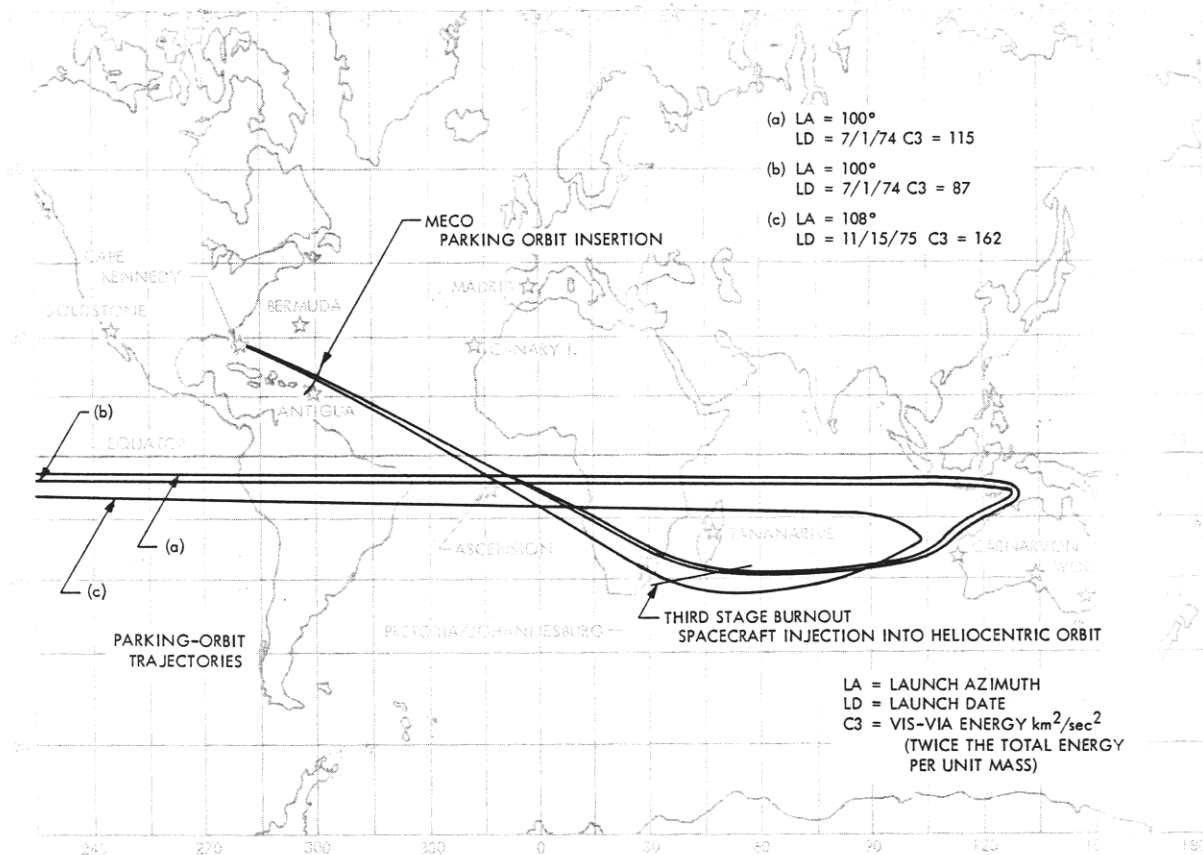 (a) LA = 100°
LD = 7/1/74 C3 = 115
(b) LA = 100°
LD = 7/1/74 C3 = 87
(c) LA = 108°
LD = 11/15/75 C3 = 162
MECO
PARKING ORBIT INSERTION
CAPE
KENNEDY
GOLDSTONE
BERMUDA
MADRID
CANARY I.
ANTIGUA
(b)
EQUATOR
(a)
(c)
ASCENSION
TANANARIVE
CARNARVON
THIRD STAGE BURNOUT
SPACECRAFT INJECTION INTO HELIOCENTRIC ORBIT
PRETORIA/JOHANNESBURG
PARKING-ORBIT
TRAJECTORIES
LA = LAUNCH AZIMUTH
LD = LAUNCH DATE
C3 = VIS-VIA ENERGY km²/sec²
(TWICE THE TOTAL ENERGY
PER UNIT MASS)
240 270 300 300 0 30 60 90 120 180